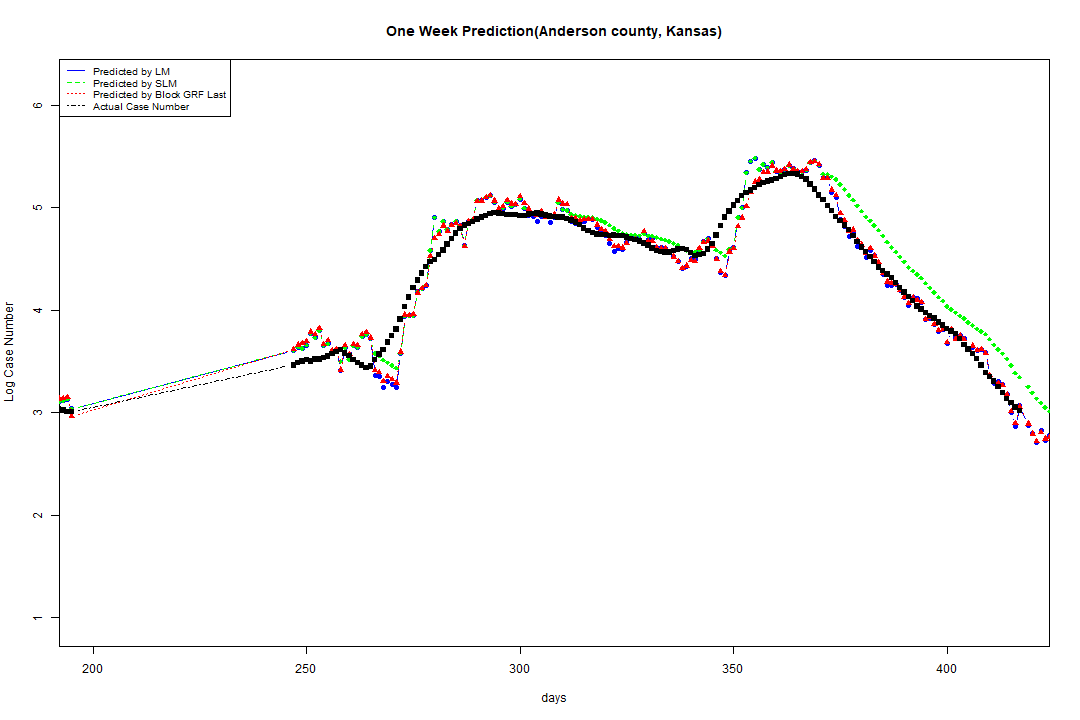 One Week Prediction(Anderson county, Kansas)
Predicted by LM
Predicted by SLM
Predicted by Block GRF Last
Actual Case Number
6
5
4
3
2
1
Log Case Number
200
250
300
350
400
days